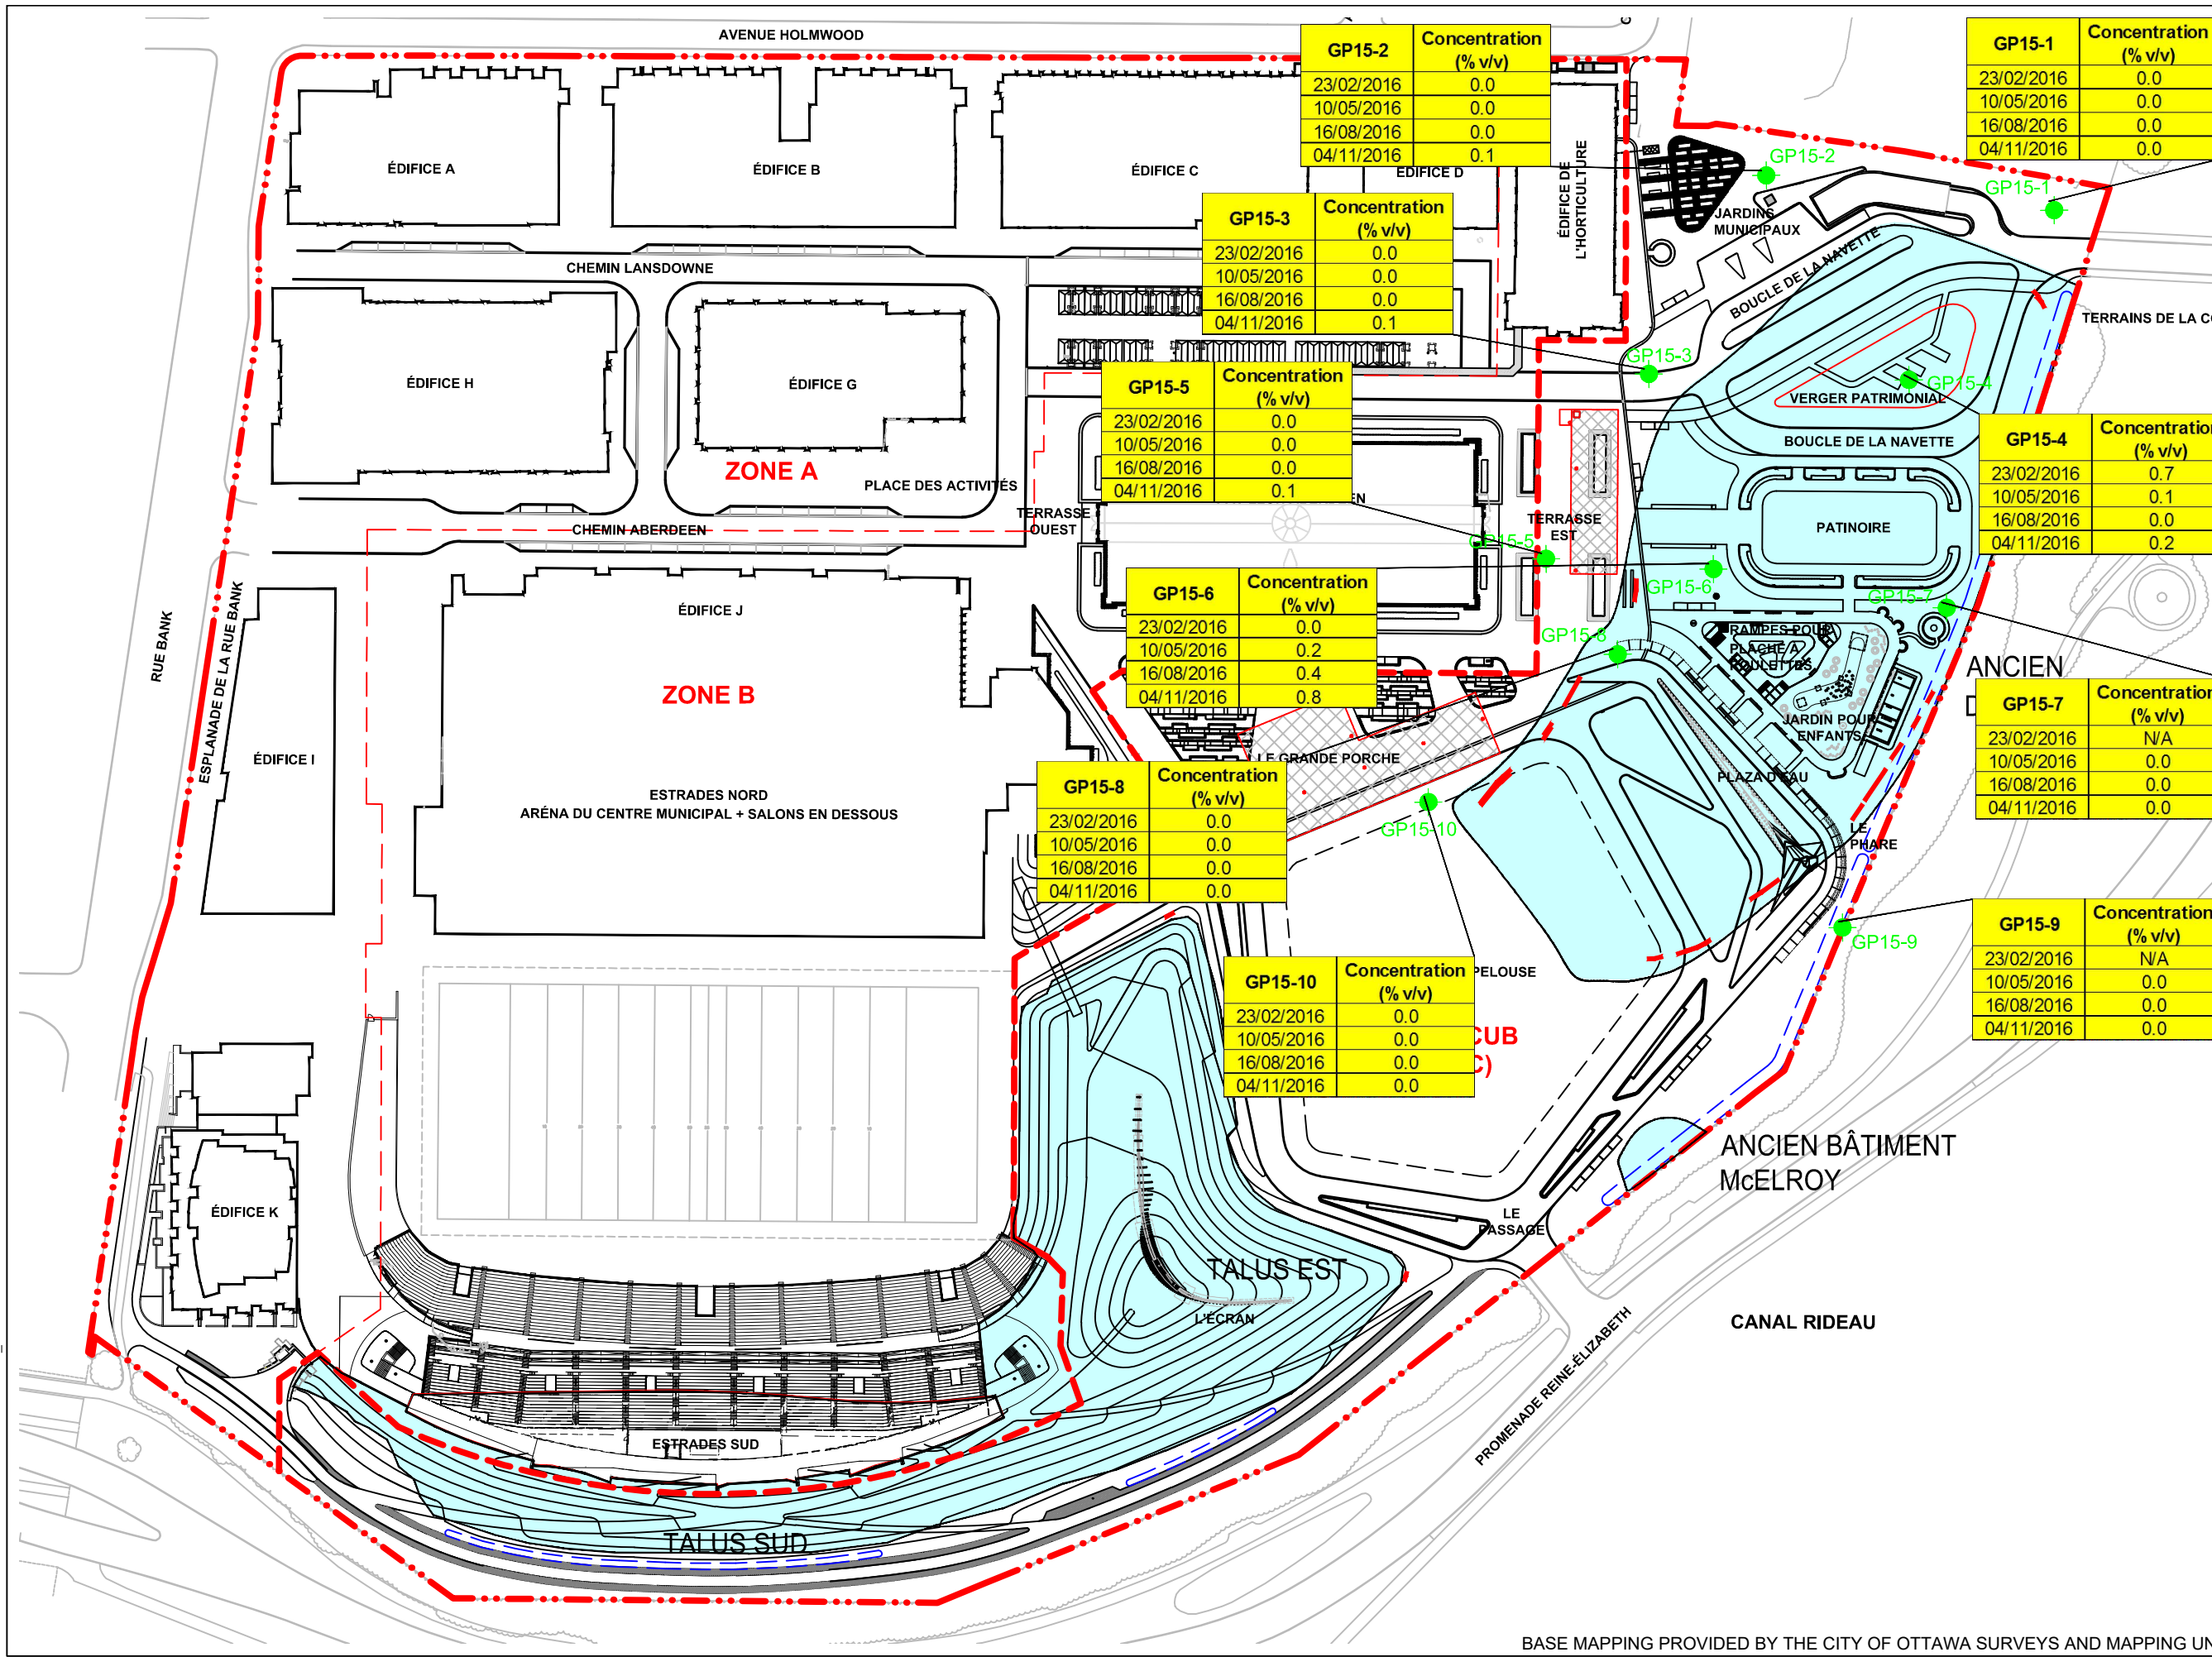 AVENUE HOLMWOOD
GP15-2 Concentration (% v/v)
23/02/2016 0.0
10/05/2016 0.0
16/08/2016 0.0
04/11/2016 0.1
GP15-1 Concentration (% v/v)
23/02/2016 0.0
10/05/2016 0.0
16/08/2016 0.0
04/11/2016 0.0
ÉDIFICE A
ÉDIFICE B
ÉDIFICE C
ÉDIFICE D
ÉDIFICE DE
L'HORTICULTURE
GP15-2
GP15-1
JARDINS
MUNICIPAUX
GP15-3 Concentration (% v/v)
23/02/2016 0.0
10/05/2016 0.0
16/08/2016 0.0
04/11/2016 0.1
CHEMIN LANSDOWNE
BOUCLE DE LA NAVETTE
TERRAINS DE LA
GP15-3
GP15-4
VERGER PATRIMONIAL
ÉDIFICE H
ÉDIFICE G
GP15-5 Concentration (% v/v)
23/02/2016 0.0
10/05/2016 0.0
16/08/2016 0.0
04/11/2016 0.1
BOUCLE DE LA NAVETTE
GP15-4 Concentration (% v/v)
23/02/2016 0.7
10/05/2016 0.1
16/08/2016 0.0
04/11/2016 0.2
ZONE A
PLACE DES ACTIVITÉS
TERRASSE
OUEST
TERRASSE
EST
CHEMIN ABERDEEN
PATINOIRE
GP15-5
GP15-6
GP15-7
GP15-8
GP15-6 Concentration (% v/v)
23/02/2016 0.0
10/05/2016 0.2
16/08/2016 0.4
04/11/2016 0.8
RUE BANK
ESPLANADE DE LA RUE BANK
ÉDIFICE J
RAMPES POUR
PLACHE À
ROULETTES
ANCIEN
GP15-7 Concentration (% v/v)
23/02/2016 N/A
10/05/2016 0.0
16/08/2016 0.0
04/11/2016 0.0
ZONE B
JARDIN POUR
ENFANTS
ÉDIFICE I
LE GRANDE PORCHE
PLAZA D'EAU
ESTRADES NORD
ARÉNA DU CENTRE MUNICIPAL + SALONS EN DESSOUS
GP15-8 Concentration (% v/v)
23/02/2016 0.0
10/05/2016 0.0
16/08/2016 0.0
04/11/2016 0.0
GP15-10
LE
PHARE
GP15-9
GP15-9 Concentration (% v/v)
23/02/2016 N/A
10/05/2016 0.0
16/08/2016 0.0
04/11/2016 0.0
GP15-10 Concentration (% v/v)
23/02/2016 0.0
10/05/2016 0.0
16/08/2016 0.0
04/11/2016 0.0
PELOUSE
CUB
C)
ANCIEN BÂTIMENT
McELROY
ÉDIFICE K
LE
PASSAGE
TALUS EST
L'ÉCRAN
CANAL RIDEAU
PROMENADE REINE-ÉLIZABETH
ESTRADES SUD
TALUS SUD
BASE MAPPING PROVIDED BY THE CITY OF OTTAWA SURVEYS AND MAPPING